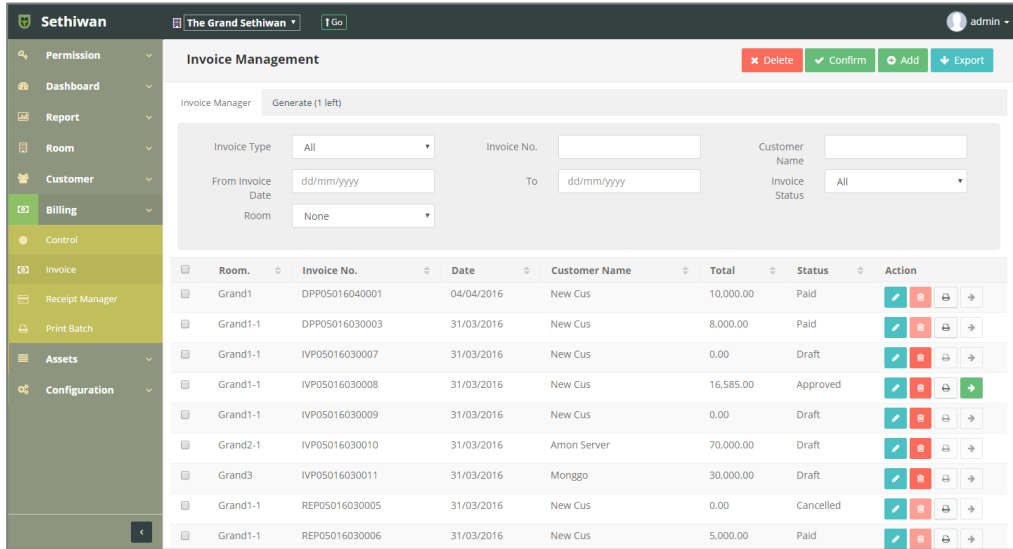 Sethiwan
The Grand Sethiwan
Go
admin
Permission
Dashboard
Report
Room
Customer
Billing
Control
Invoice
Receipt Manager
Print Batch
Assets
Configuration
Invoice Management
Delete
Confirm
Add
Export
Invoice Manager
Generate (1 left)
Invoice Type
All
Invoice No.
Customer
Name
From Invoice
Date
dd/mm/yyyy
To
dd/mm/yyyy
Invoice
Status
All
Room
None
Room. Invoice No. Date Customer Name Total Status Action
Grand1 DPP05016040001 04/04/2016 New Cus 10,000.00 Paid
Grand1-1 DPP05016030003 31/03/2016 New Cus 8,000.00 Paid
Grand1-1 IVP05016030007 31/03/2016 New Cus 0.00 Draft
Grand1-1 IVP05016030008 31/03/2016 New Cus 16,585.00 Approved
Grand1-1 IVP05016030009 31/03/2016 New Cus 0.00 Draft
Grand2-1 IVP05016030010 31/03/2016 Amon Server 70,000.00 Draft
Grand3 IVP05016030011 31/03/2016 Monggo 30,000.00 Draft
Grand1-1 REP05016030005 31/03/2016 New Cus 0.00 Cancelled
Grand1-1 REP05016030006 31/03/2016 New Cus 5,000.00 Paid